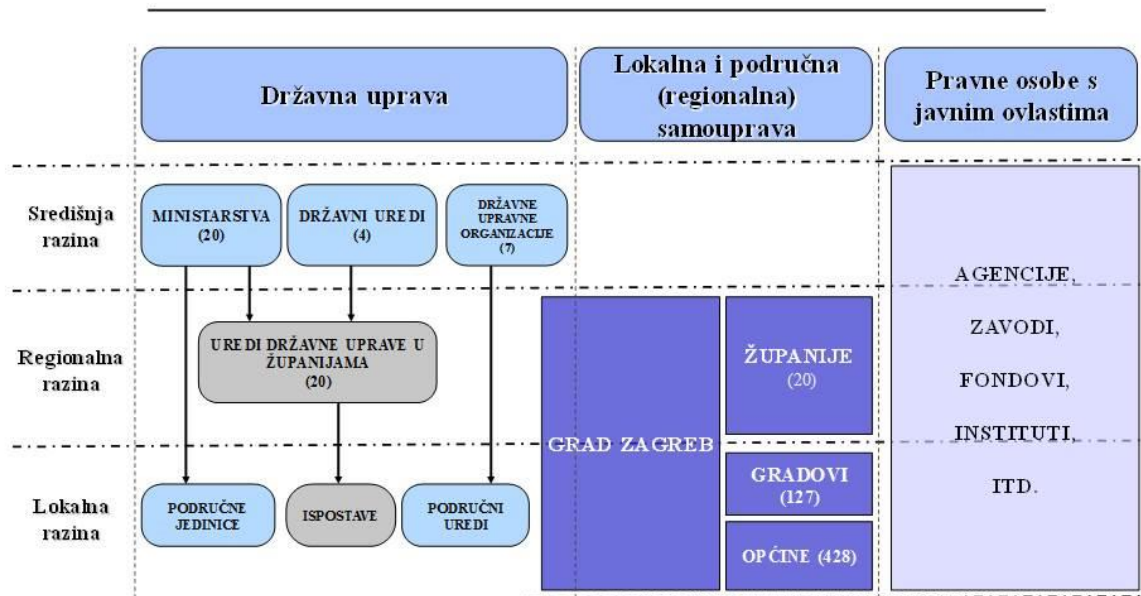 Državna uprava
Lokalna i područna
(regionalna)
samouprava
Pravne osobe s
javnim ovlastima
Središnja
razina
MINISTARSTVA
(20)
DRŽAVNI UREDI
(4)
DRŽAVNE
UPRAVNE
ORGANIZACIJE
(7)
Regionalna
razina
UREDI DRŽAVNE UPRAVE U
ŽUPANIJAMA
(20)
GRAD ZAGREB
ŽUPANIJE
(20)
Lokalna
razina
PODRUČNE
JEDINICE
ISPOSTAVE
PODRUČNI
UREDI
GRADOVI
(127)
OPĆINE (428)
AGENCIJE,
ZAVODI,
FONDOVI,
INSTITUTI,
ITD.